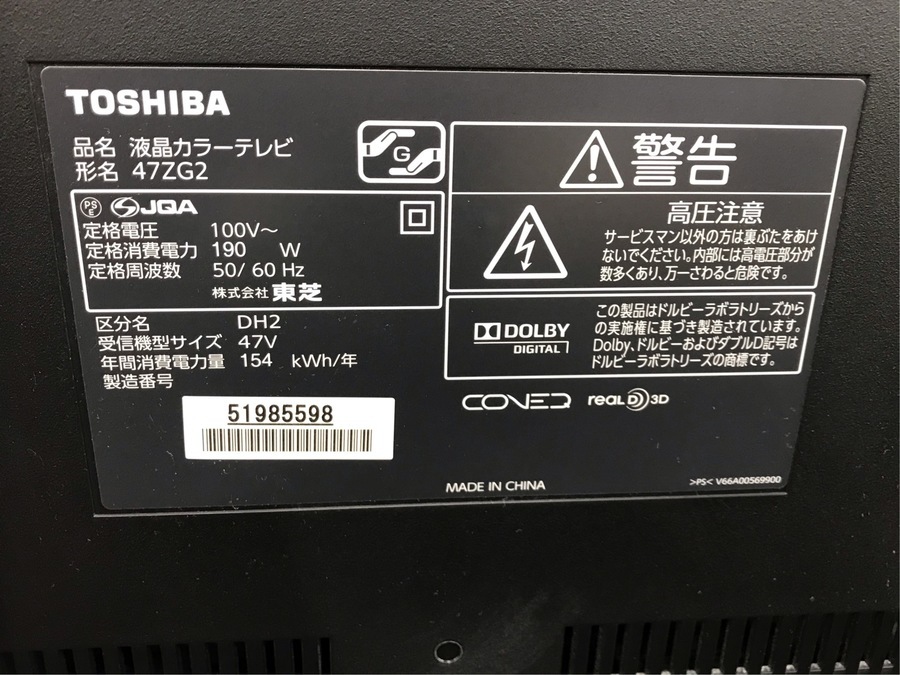 TOSHIBA
品名 液晶カラーテレビ
形名 47ZG2
G
PS
E
JQA
定格電圧 100V～
定格消費電力 190 W
定格周波数 50/60 Hz
株式会社 東芝
区分名 DH2
受信機型サイズ 47V
年間消費電力量 154 kWh/年
製造番号
51985598
警告
高圧注意
サービスマン以外の方は裏ぶたをあけ
ないでください。内部には高電圧部分が
数多くあり、万一さわると危険です。
DOLBY
DIGITAL
この製品はドルビーラボラトリーズから
の実施権に基づき製造されています。
Dolby、ドルビーおよびダブルD記号は
ドルビーラボラトリーズの商標です。
CONEQ
REALD 3D
MADE IN CHINA
>PS< V66A00569900